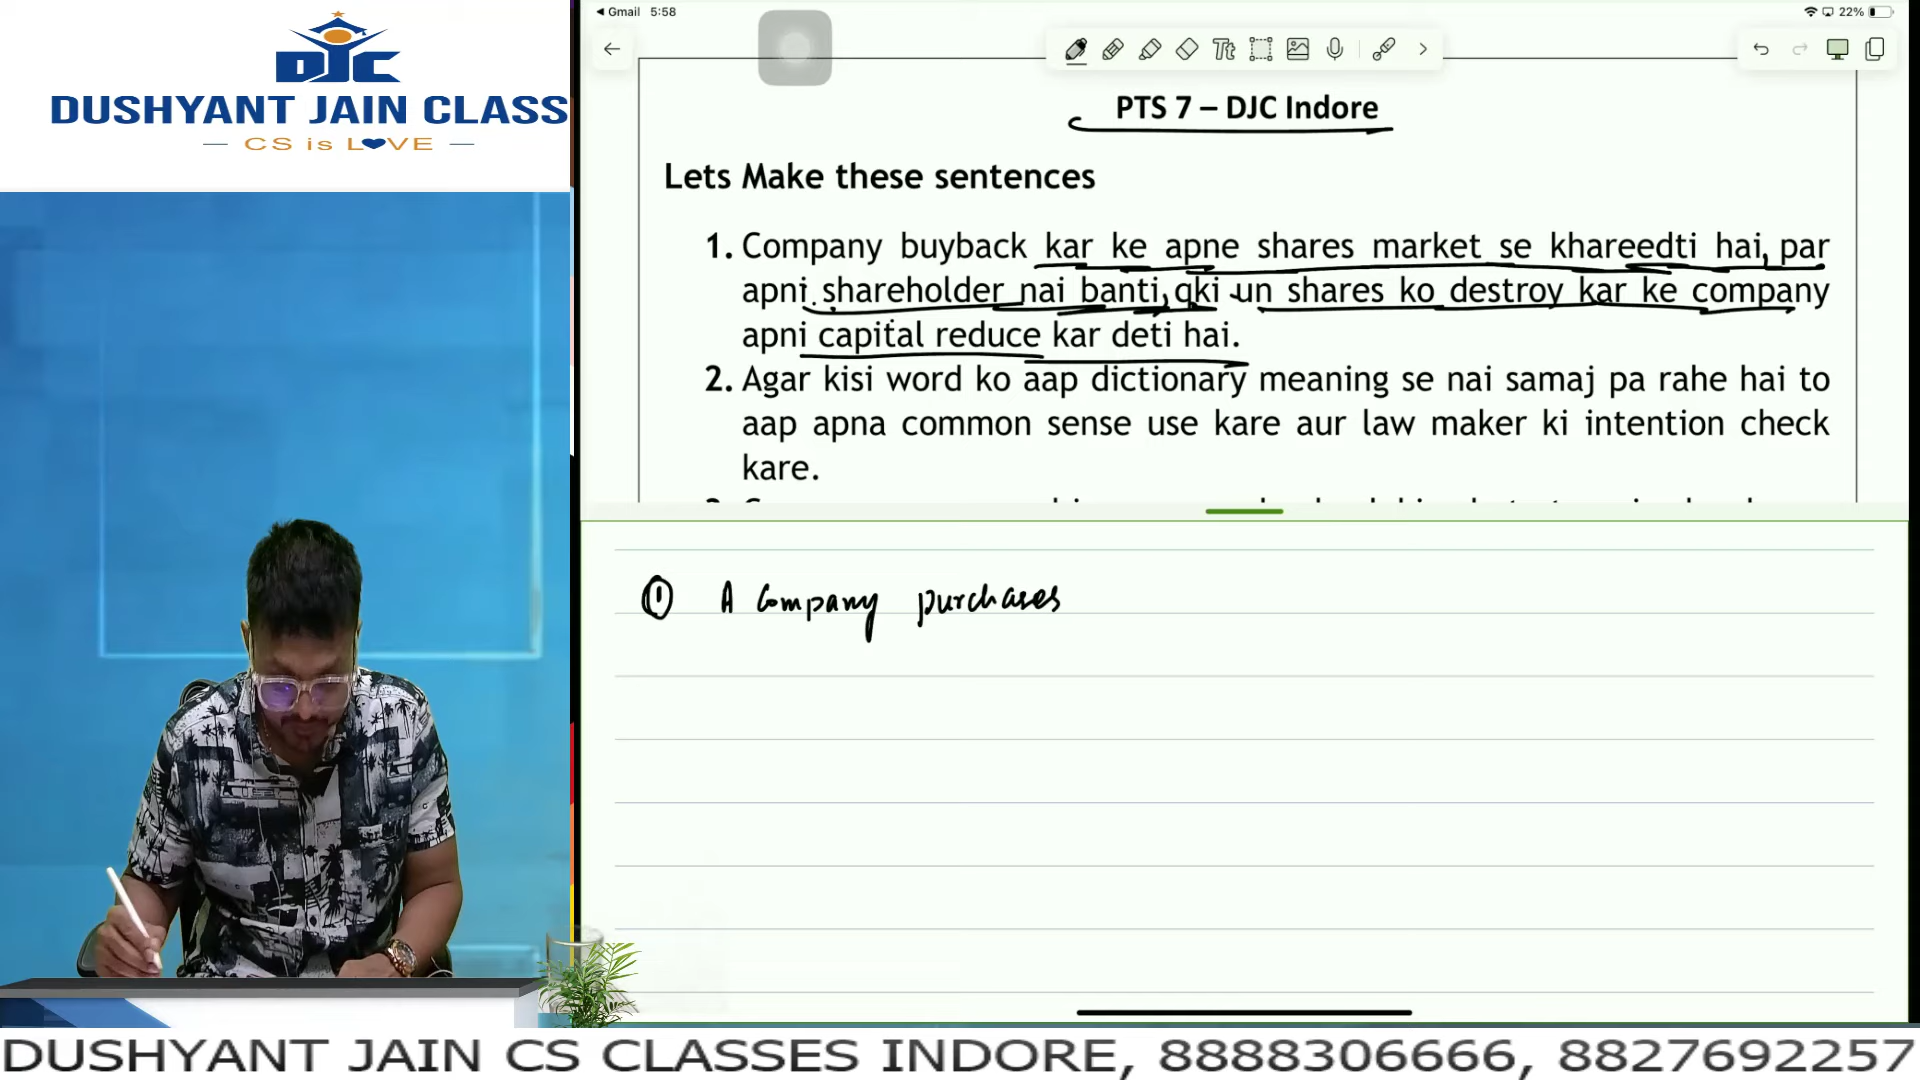 DJC
DUSHYANT JAIN CLASS
CS is LOVE
Gmail 5:58
22%
Tt
PTS 7 – DJC Indore
Lets Make these sentences
1. Company buyback kar ke apne shares market se khareedti hai, par
apni shareholder nai banti, qki un shares ko destroy kar ke company
apni capital reduce kar deti hai.
2. Agar kisi word ko aap dictionary meaning se nai samaj pa rahe hai to
aap apna common sense use kare aur law maker ki intention check
kare.
① A Company purchases
DUSHYANT JAIN CS CLASSES INDORE, 8888306666, 8827692257